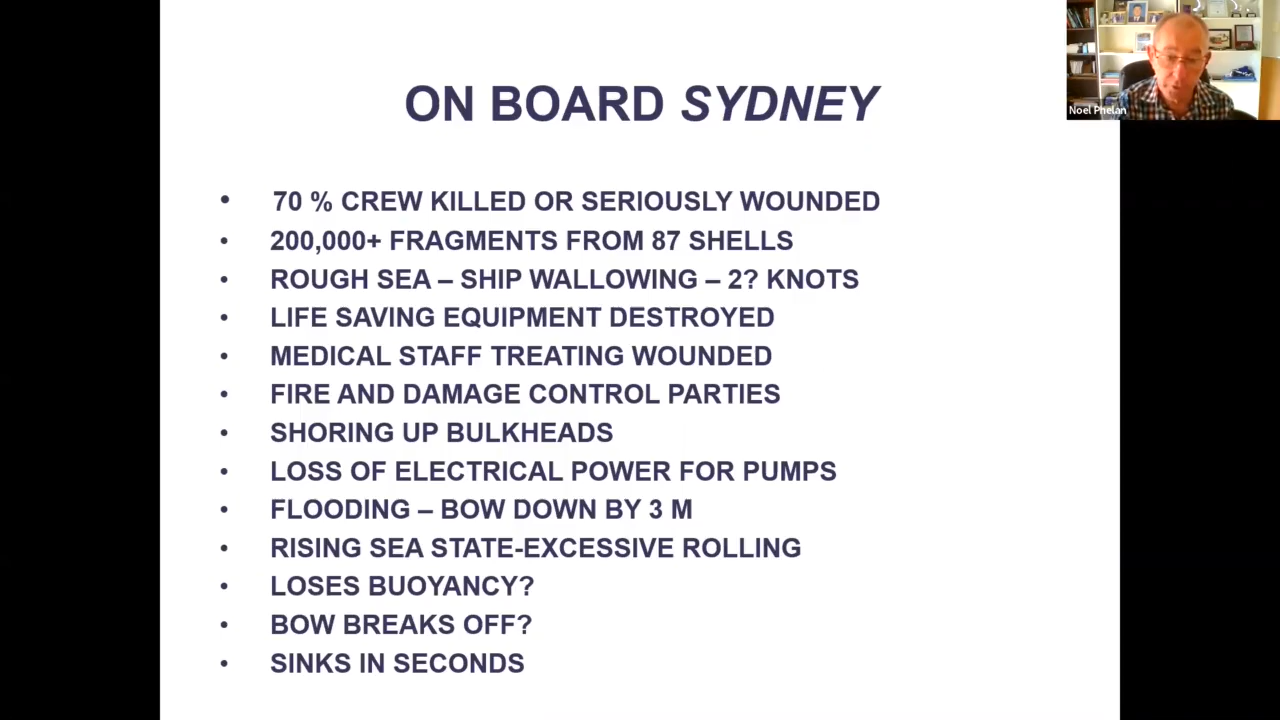 Noel Phelan
ON BOARD SYDNEY
• 70 % CREW KILLED OR SERIOUSLY WOUNDED
• 200,000+ FRAGMENTS FROM 87 SHELLS
• ROUGH SEA – SHIP WALLOWING – 2? KNOTS
• LIFE SAVING EQUIPMENT DESTROYED
• MEDICAL STAFF TREATING WOUNDED
• FIRE AND DAMAGE CONTROL PARTIES
• SHORING UP BULKHEADS
• LOSS OF ELECTRICAL POWER FOR PUMPS
• FLOODING – BOW DOWN BY 3 M
• RISING SEA STATE-EXCESSIVE ROLLING
• LOSES BUOYANCY?
• BOW BREAKS OFF?
• SINKS IN SECONDS